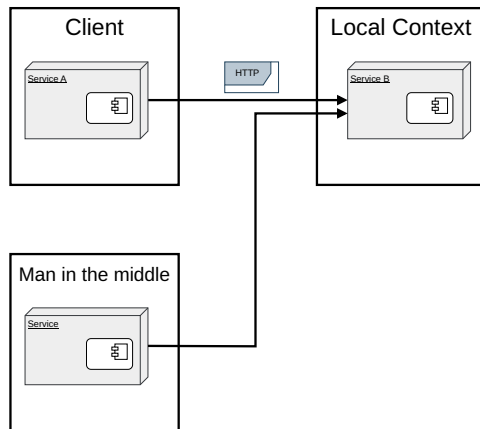 Client
Local Context
HTTP
Service A
Service B
Man in the middle
Service